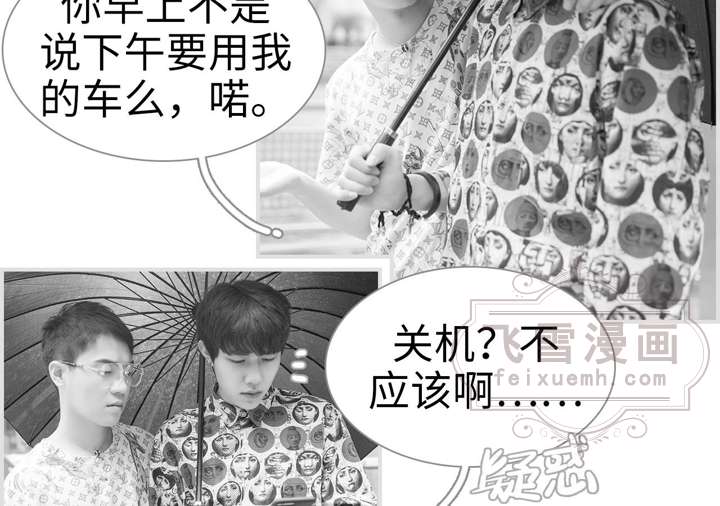 你早上不是
说下午要用我
的车么，喏。
关机？不
应该啊……
飞雪漫画
feixuemh.com
疑惑